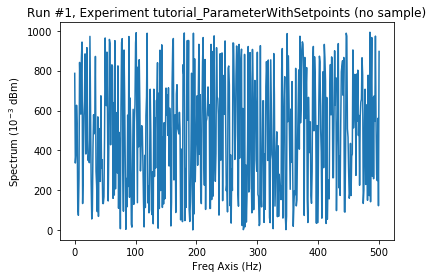 Run #1, Experiment tutorial_ParameterWithSetpoints (no sample)
1000
800
600
400
200
0
Spectrum (10⁻³ dBm)
0 100 200 300 400 500
Freq Axis (Hz)